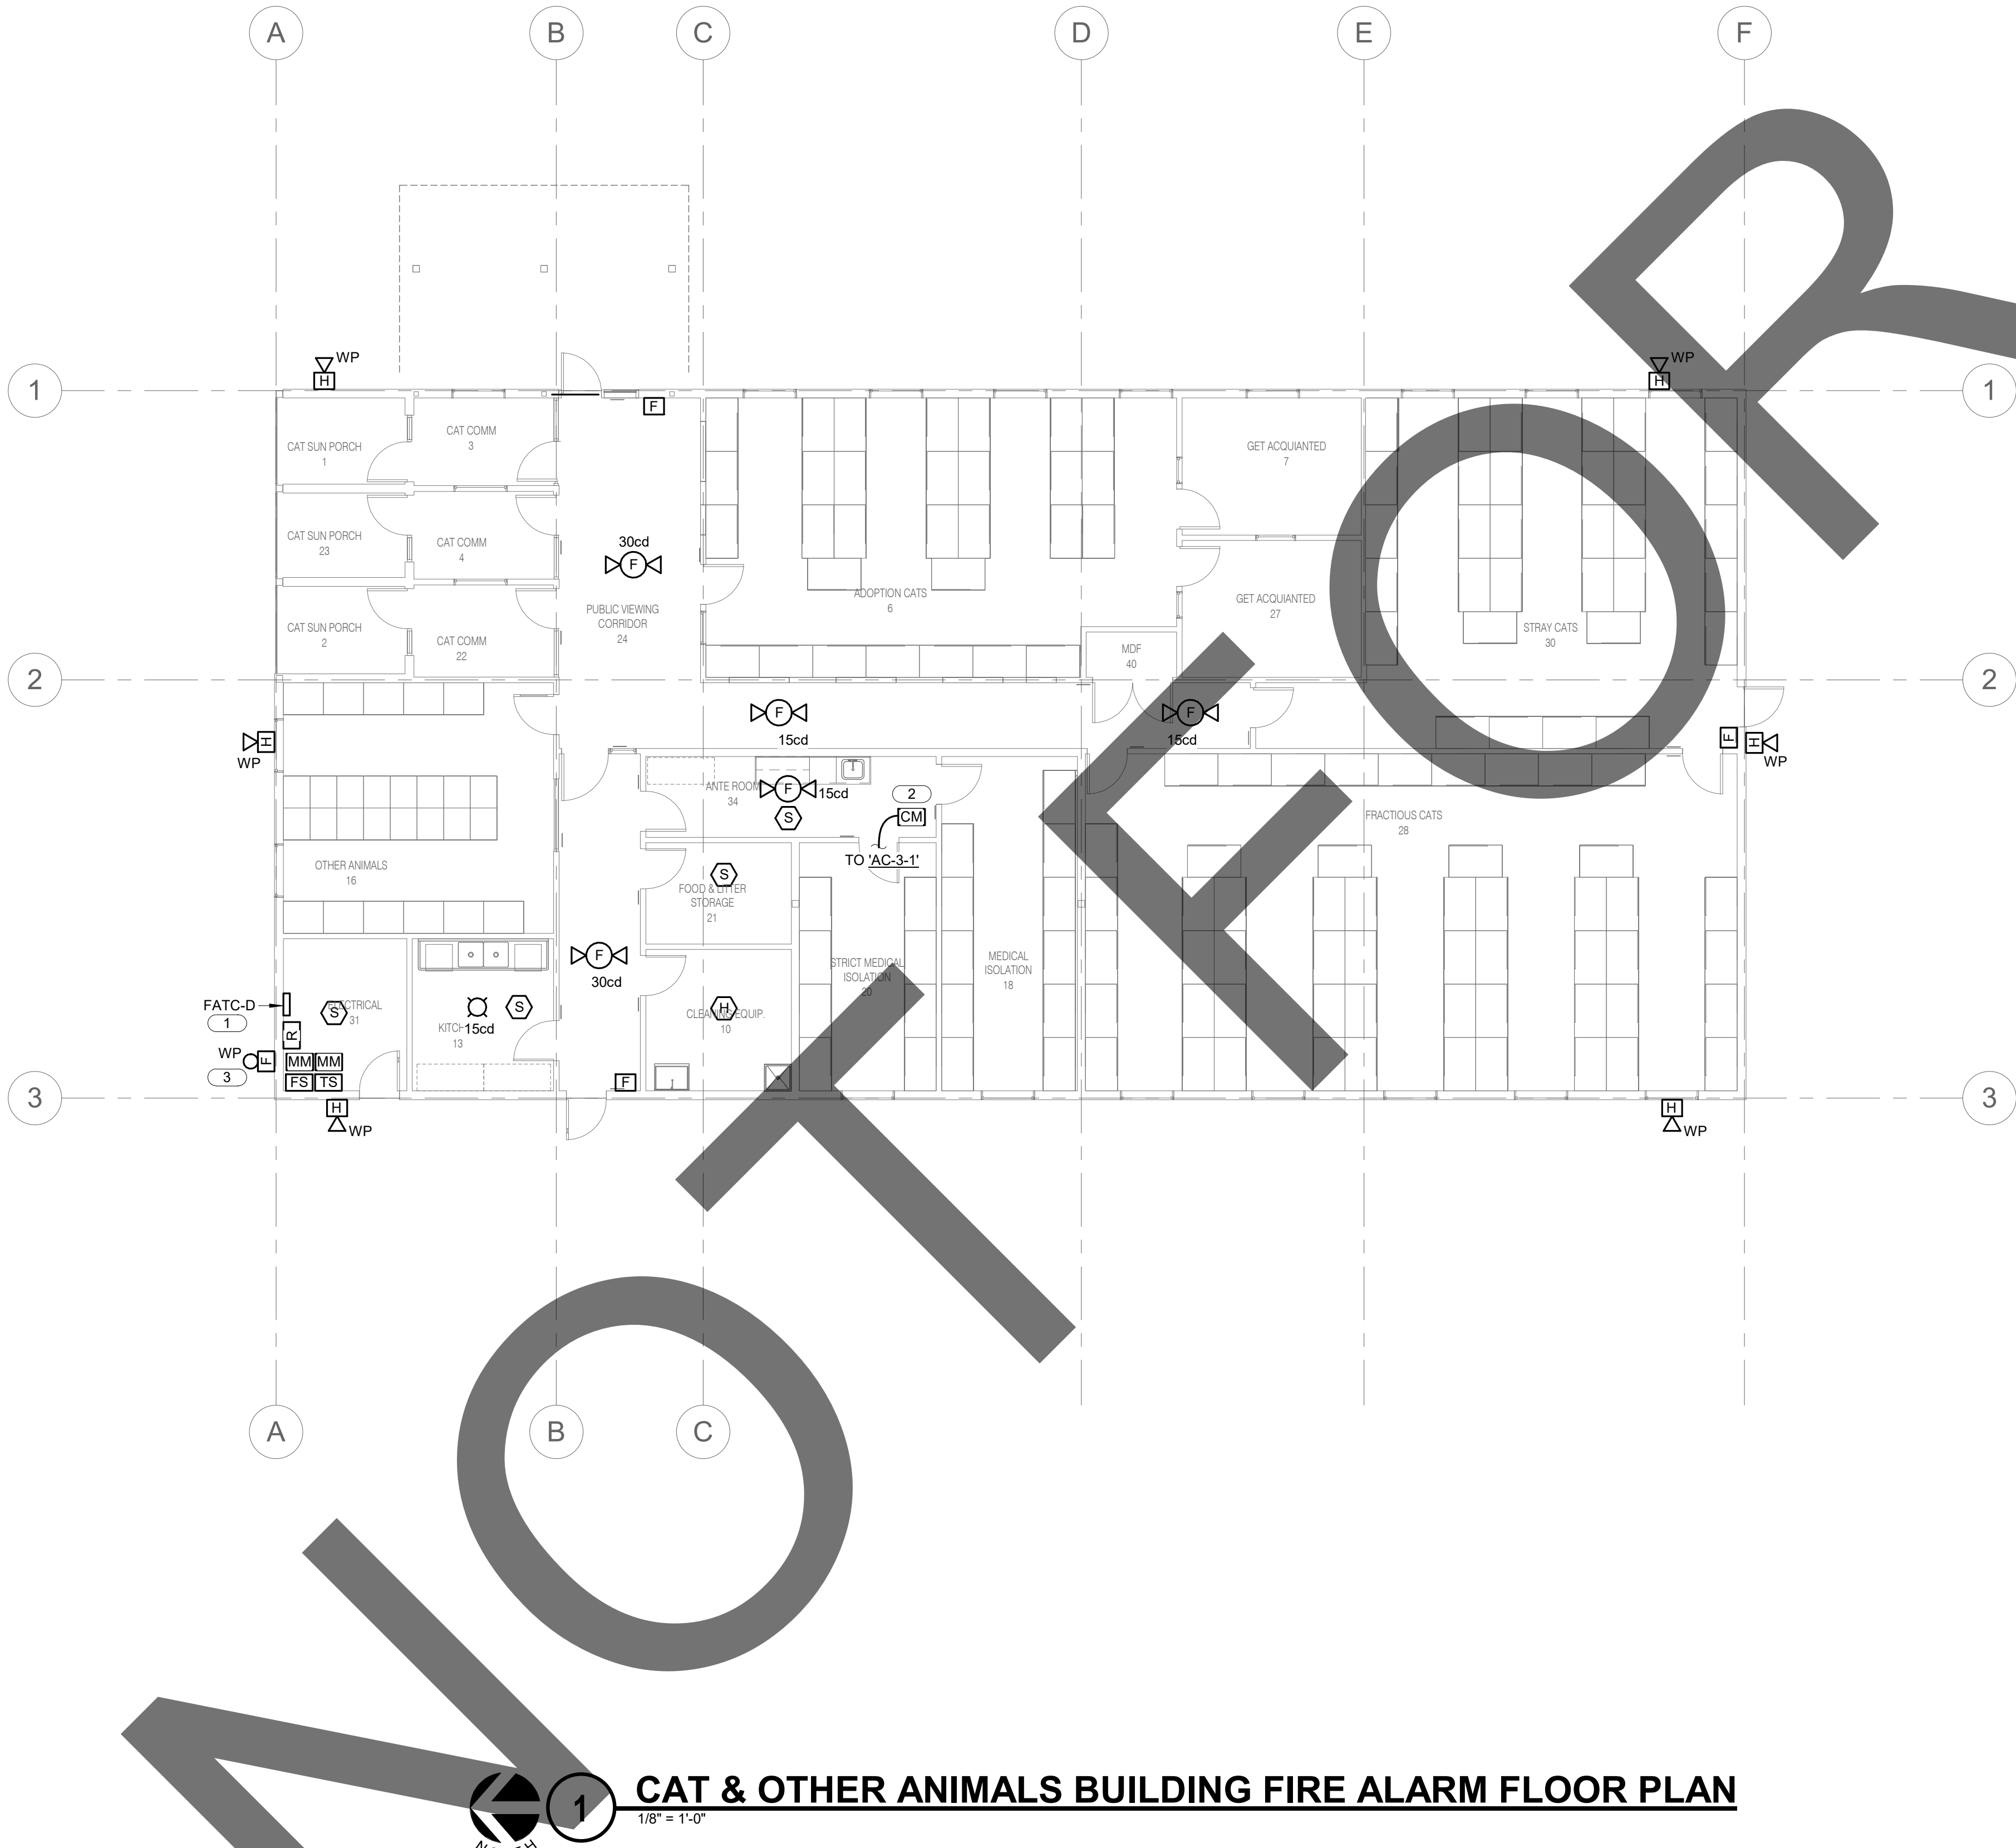 A B C D E F
WP
H
WP
H
1 1
F
CAT SUN PORCH
1
CAT COMM
3
GET ACQUIANTED
7
CAT SUN PORCH
23
CAT COMM
4
30cd
F
ADOPTION CATS
6
GET ACQUIANTED
27
PUBLIC VIEWING
CORRIDOR
24
CAT SUN PORCH
2
CAT COMM
22
STRAY CATS
30
MDF
40
2 2
F
15cd
F
15cd
H
WP
F
H
WP
ANTE ROOM
34
F
15cd
S
2
CM
TO 'AC-3-1'
FRACTIOUS CATS
28
OTHER ANIMALS
16
S
FOOD & LITTER
STORAGE
21
F
30cd
STRICT MEDICAL
ISOLATION
20
MEDICAL
ISOLATION
18
FATC-D
1
S
ELECTRICAL
31
S
15cd
13
H
CLEANING EQUIP.
10
R
WP
F
3
MM MM
FS TS
F
3 3
H
WP
H
WP
A B C
NOT FOR
1
CAT & OTHER ANIMALS BUILDING FIRE ALARM FLOOR PLAN
1/8" = 1'-0"